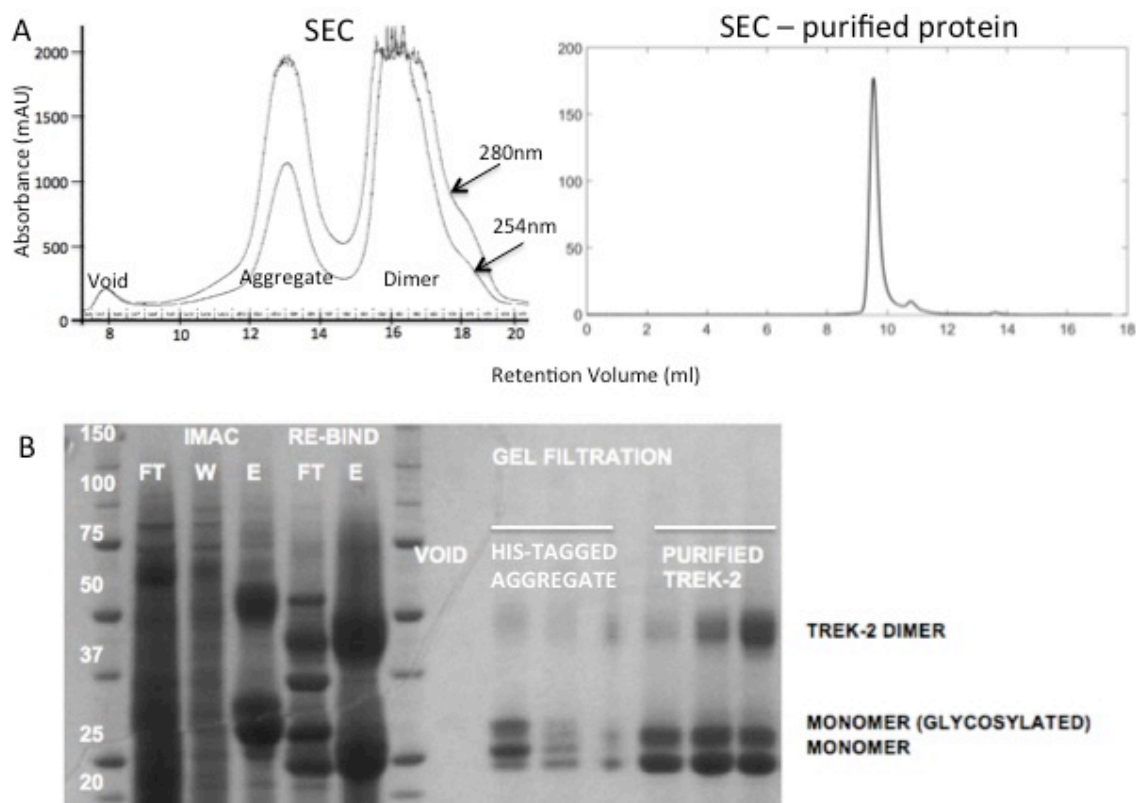 A
SEC
SEC – purified protein
Absorbance (mAU)
2000
1500
1000
500
0
Void
Aggregate
Dimer
280nm
254nm
8
10
12
14
16
18
20
200
150
100
50
0
0
2
4
6
8
10
12
14
16
18
Retention Volume (ml)
B
150
100
75
50
37
25
20
IMAC
RE-BIND
FT
W
E
FT
E
GEL FILTRATION
VOID
HIS-TAGGED
AGGREGATE
PURIFIED
TREK-2
TREK-2 DIMER
MONOMER (GLYCOSYLATED)
MONOMER